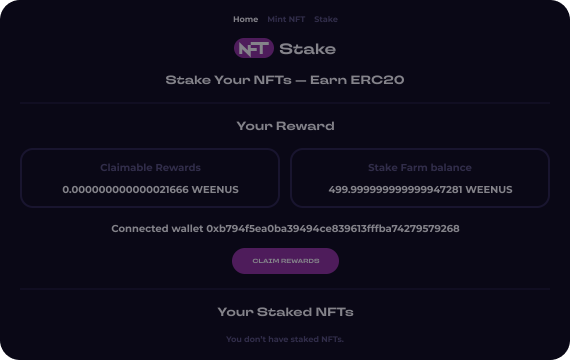 Home Mint NFT Stake
NFT Stake
Stake Your NFTs — Earn ERC20
Your Reward
Claimable Rewards
0.000000000000021666 WEENUS
Stake Farm balance
499.999999999999947281 WEENUS
Connected wallet 0xb794f5ea0ba39494ce839613fffba74279579268
CLAIM REWARDS
Your Staked NFTs
You don't have staked NFTs.